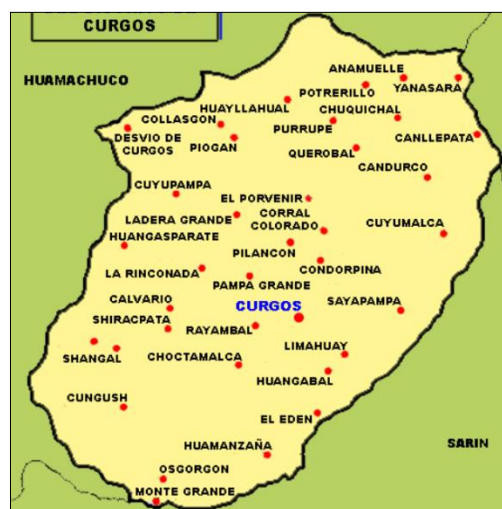 CURGOS
HUAMACHUCO
ANAMUELLE
POTRERILLO
YANASARA
HUAYLLAHUAL
CHUQUICHAL
COLLASGON
PURRUPE
DESVIO DE
CURGOS
PIOGAN
CANLLEPATA
QUEROBAL
CANDURCO
CUYUPAMPA
EL PORVENIR
LADERA GRANDE
CORRAL
COLORADO
CUYUMALCA
HUANGASPARATE
PILANCON
LA RINCONADA
CONDORPINA
PAMPA GRANDE
CALVARIO
CURGOS
SAYAPAMPA
SHIRACPATA
RAYAMBAL
SHANGAL
CHOCTAMALCA
LIMAHUAY
HUANGABAL
CUNGUSH
EL EDEN
SARIN
HUAMANZAÑA
OSGORGON
MONTE GRANDE